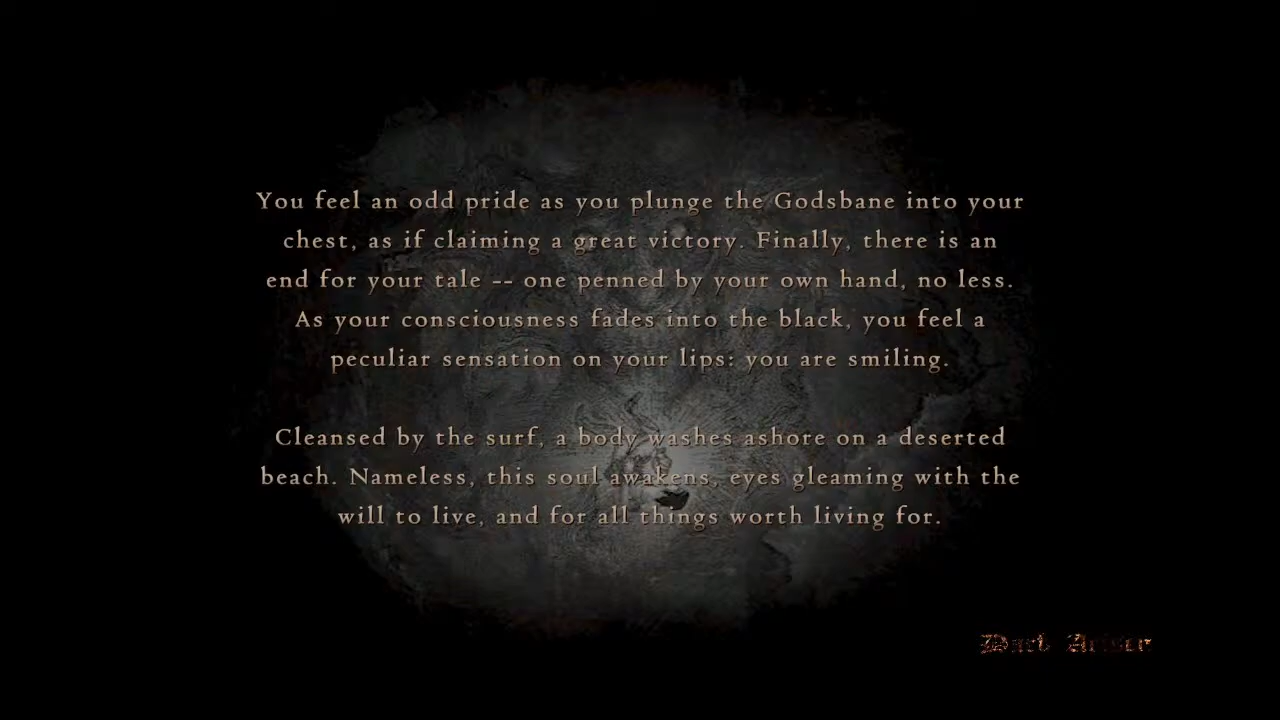 You feel an odd pride as you plunge the Godsbane into your
chest, as if claiming a great victory. Finally, there is an
end for your tale -- one penned by your own hand, no less.
As your consciousness fades into the black, you feel a
peculiar sensation on your lips: you are smiling.
Cleansed by the surf, a body washes ashore on a deserted
beach. Nameless, this soul awakens, eyes gleaming with the
will to live, and for all things worth living for.
Dark Arisen